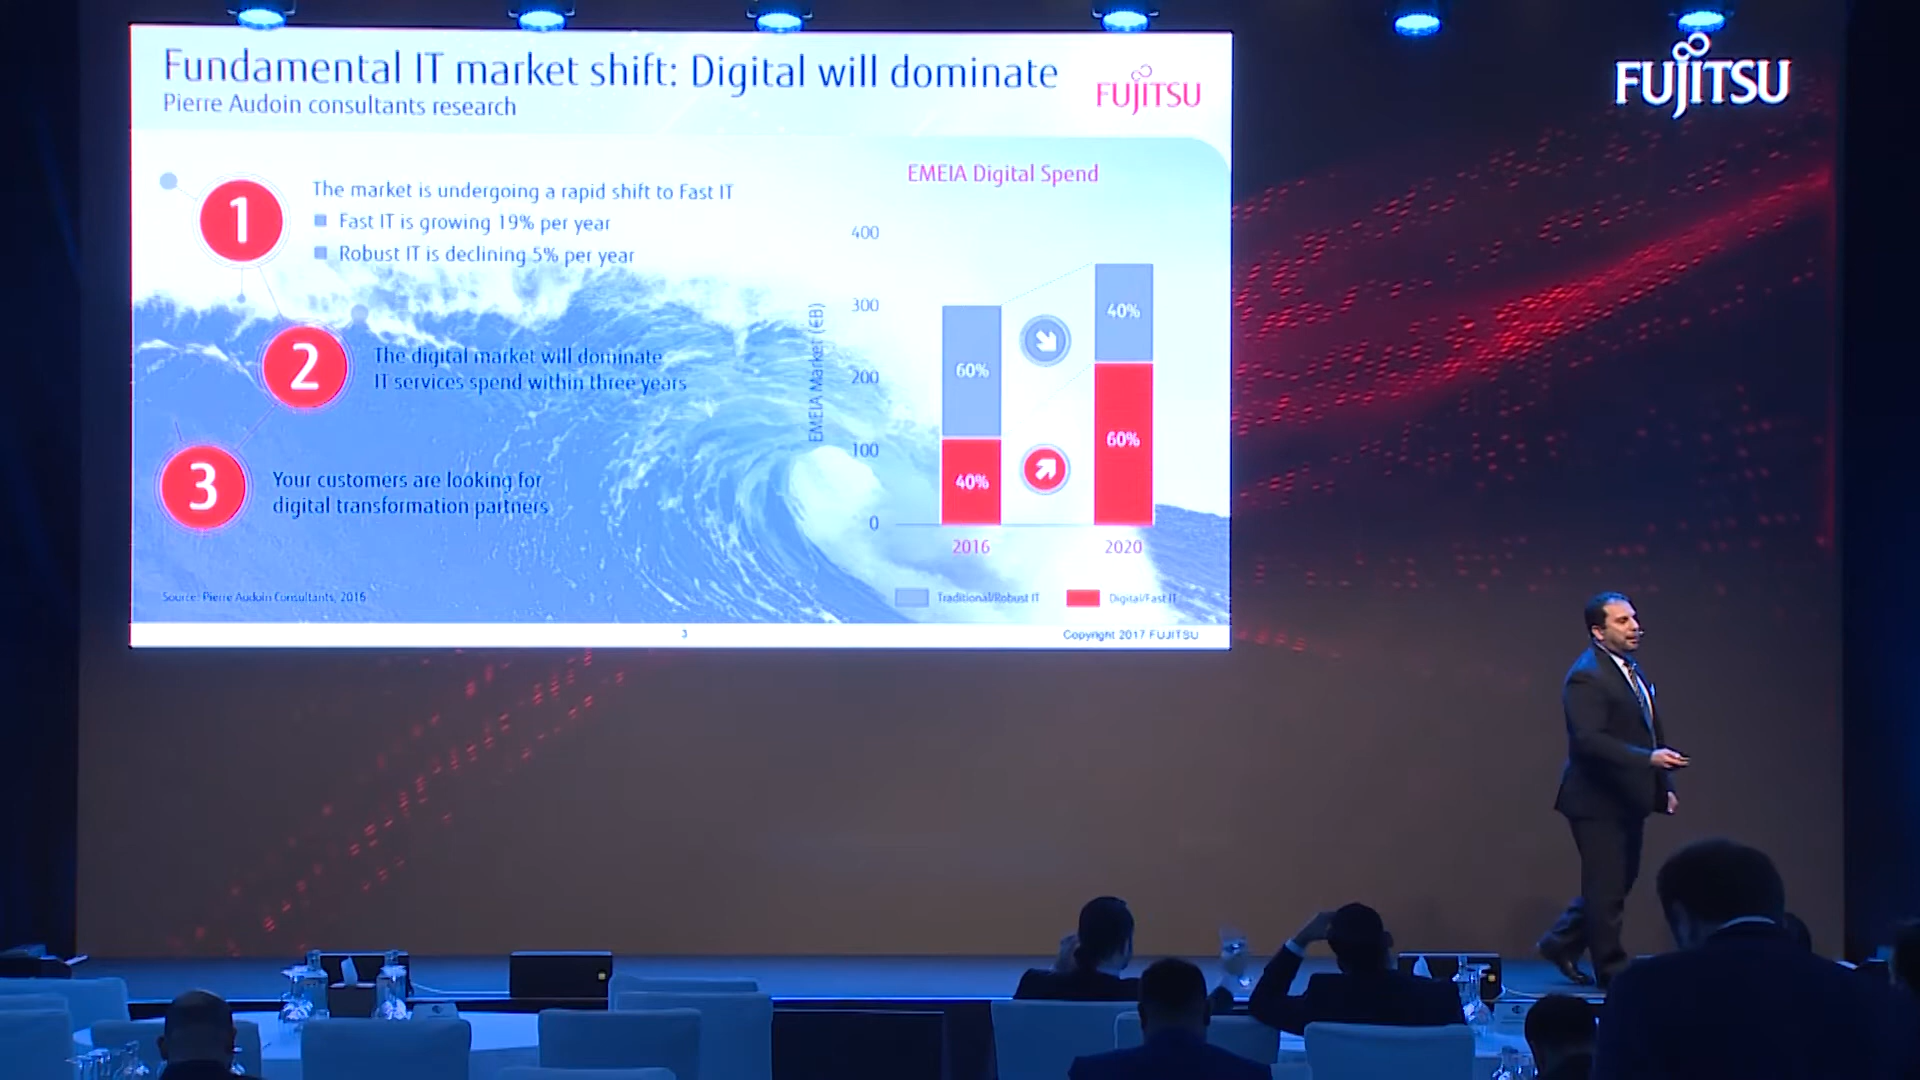 Fundamental IT market shift: Digital will dominate
Pierre Audoin consultants research
FUJITSU
FUJITSU
1
The market is undergoing a rapid shift to Fast IT
Fast IT is growing 19% per year
Robust IT is declining 5% per year
2
The digital market will dominate
IT services spend within three years
3
Your customers are looking for
digital transformation partners
Source: Pierre Audoin Consultants, 2016
EMEIA Digital Spend
EMEIA Market (€B)
400
300
200
100
0
60%
40%
40%
60%
2016
2020
Traditional/Robust IT
Digital/Fast IT
3
Copyright 2017 FUJITSU